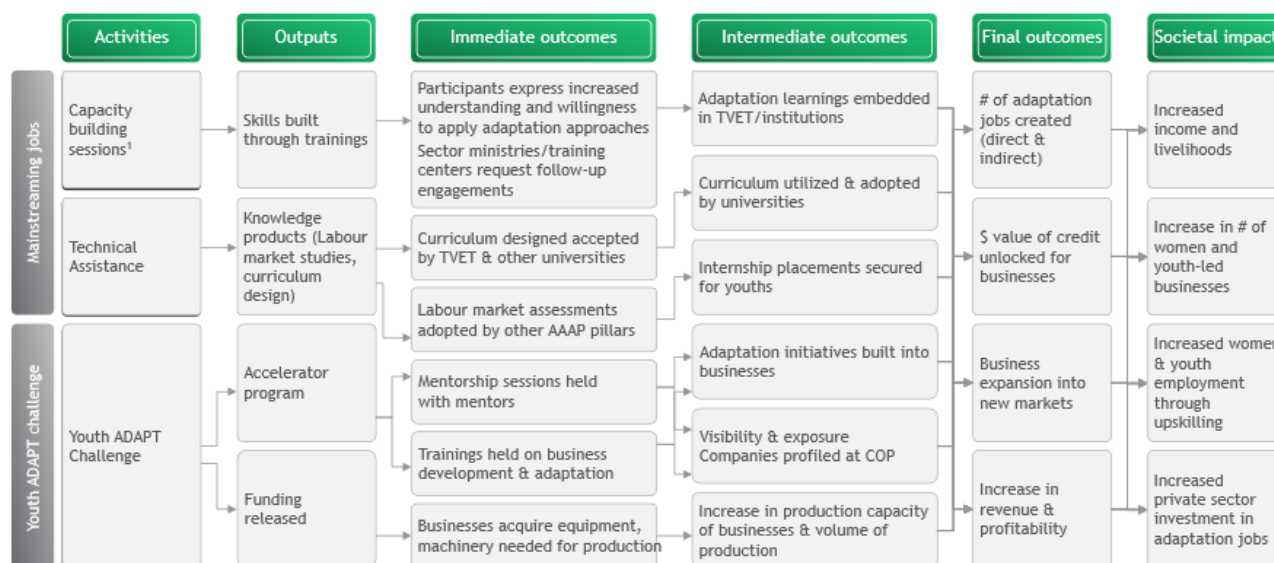 Activities
Outputs
Immediate outcomes
Intermediate outcomes
Final outcomes
Societal impact
Mainstreaming jobs
Capacity
building
sessions¹
Skills built
through trainings
Participants express increased
understanding and willingness
to apply adaptation approaches
Sector ministries/training
centers request follow-up
engagements
Adaptation learnings embedded
in TVET/institutions
# of adaptation
jobs created
(direct &
indirect)
Increased
income and
livelihoods
Technical
Assistance
Knowledge
products (Labour
market studies,
curriculum
design)
Curriculum designed accepted
by TVET & other universities
Labour market assessments
adopted by other AAAP pillars
Curriculum utilized & adopted
by universities
Internship placements secured
for youths
$ value of credit
unlocked for
businesses
Increase in # of
women and
youth-led
businesses
Youth ADAPT challenge
Youth ADAPT
Challenge
Accelerator
program
Funding
released
Mentorship sessions held
with mentors
Trainings held on business
development & adaptation
Businesses acquire equipment,
machinery needed for production
Adaptation initiatives built into
businesses
Visibility & exposure
Companies profiled at COP
Increase in production capacity
of businesses & volume of
production
Business
expansion into
new markets
Increase in
revenue &
profitability
Increased women
& youth
employment
through
upskilling
Increased
private sector
investment in
adaptation jobs